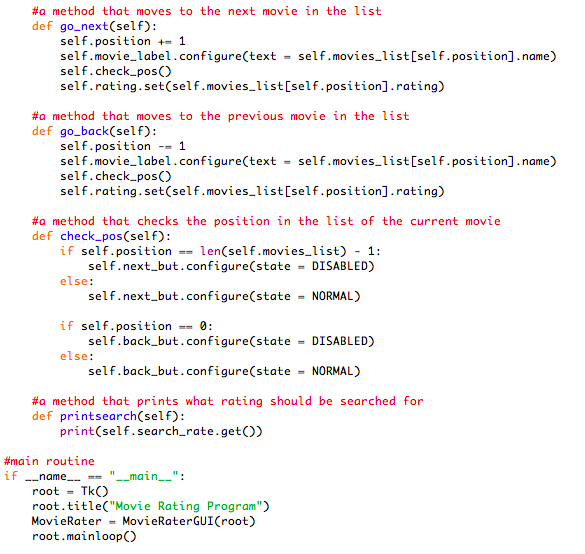 #a method that moves to the next movie in the list
def go_next(self):
self.position += 1
self.movie_label.configure(text = self.movies_list[self.position].name)
self.check_pos()
self.rating.set(self.movies_list[self.position].rating)
#a method that moves to the previous movie in the list
def go_back(self):
self.position -= 1
self.movie_label.configure(text = self.movies_list[self.position].name)
self.check_pos()
self.rating.set(self.movies_list[self.position].rating)
#a method that checks the position in the list of the current movie
def check_pos(self):
if self.position == len(self.movies_list) - 1:
self.next_but.configure(state = DISABLED)
else:
self.next_but.configure(state = NORMAL)
if self.position == 0:
self.back_but.configure(state = DISABLED)
else:
self.back_but.configure(state = NORMAL)
#a method that prints what rating should be searched for
def printsearch(self):
print(self.search_rate.get())
#main routine
if __name__ == "__main__":
root = Tk()
root.title("Movie Rating Program")
MovieRater = MovieRaterGUI(root)
root.mainloop()